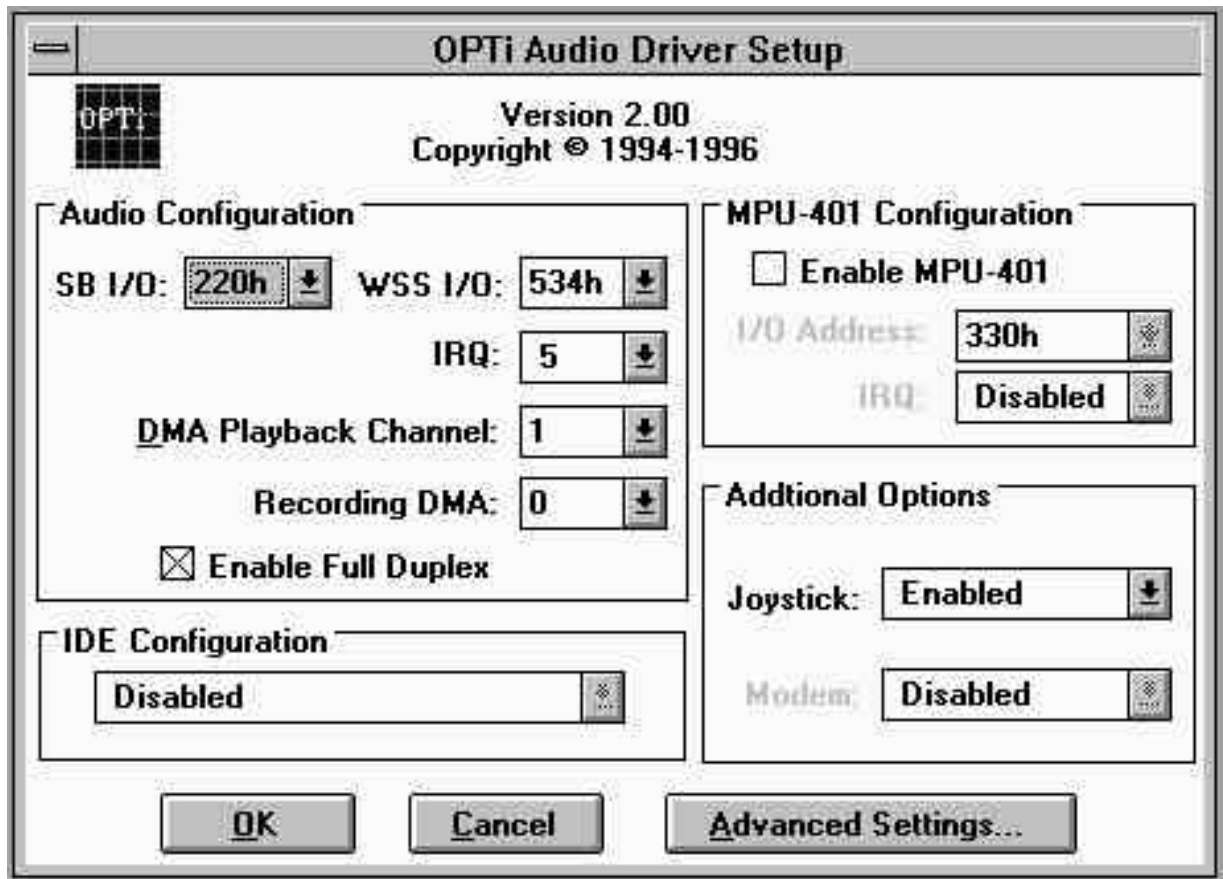 OPTi Audio Driver Setup
OPTi
Version 2.00
Copyright © 1994-1996
Audio Configuration
SB I/O: 220h WSS I/O: 534h
IRQ: 5
DMA Playback Channel: 1
Recording DMA: 0
Enable Full Duplex
IDE Configuration
Disabled
MPU-401 Configuration
Enable MPU-401
I/O Address: 330h
IRQ: Disabled
Addtional Options
Joystick: Enabled
Modem: Disabled
OK Cancel Advanced Settings...